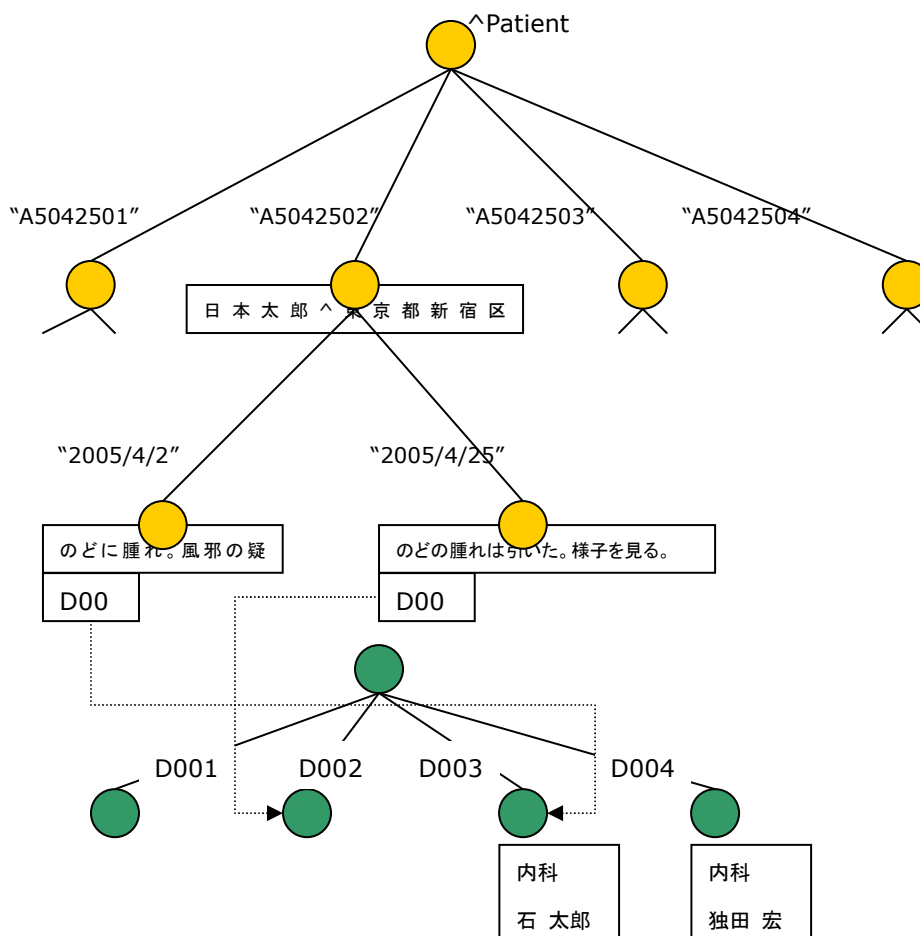 ^Patient
“A5042501”
“A5042502”
“A5042503”
“A5042504”
日本太郎^東京都新宿区
“2005/4/2”
“2005/4/25”
のどに腫れ。風邪の疑
のどの腫れは引いた。様子を見る。
D00
D00
D001
D002
D003
D004
内科
石 太郎
内科
独田 宏